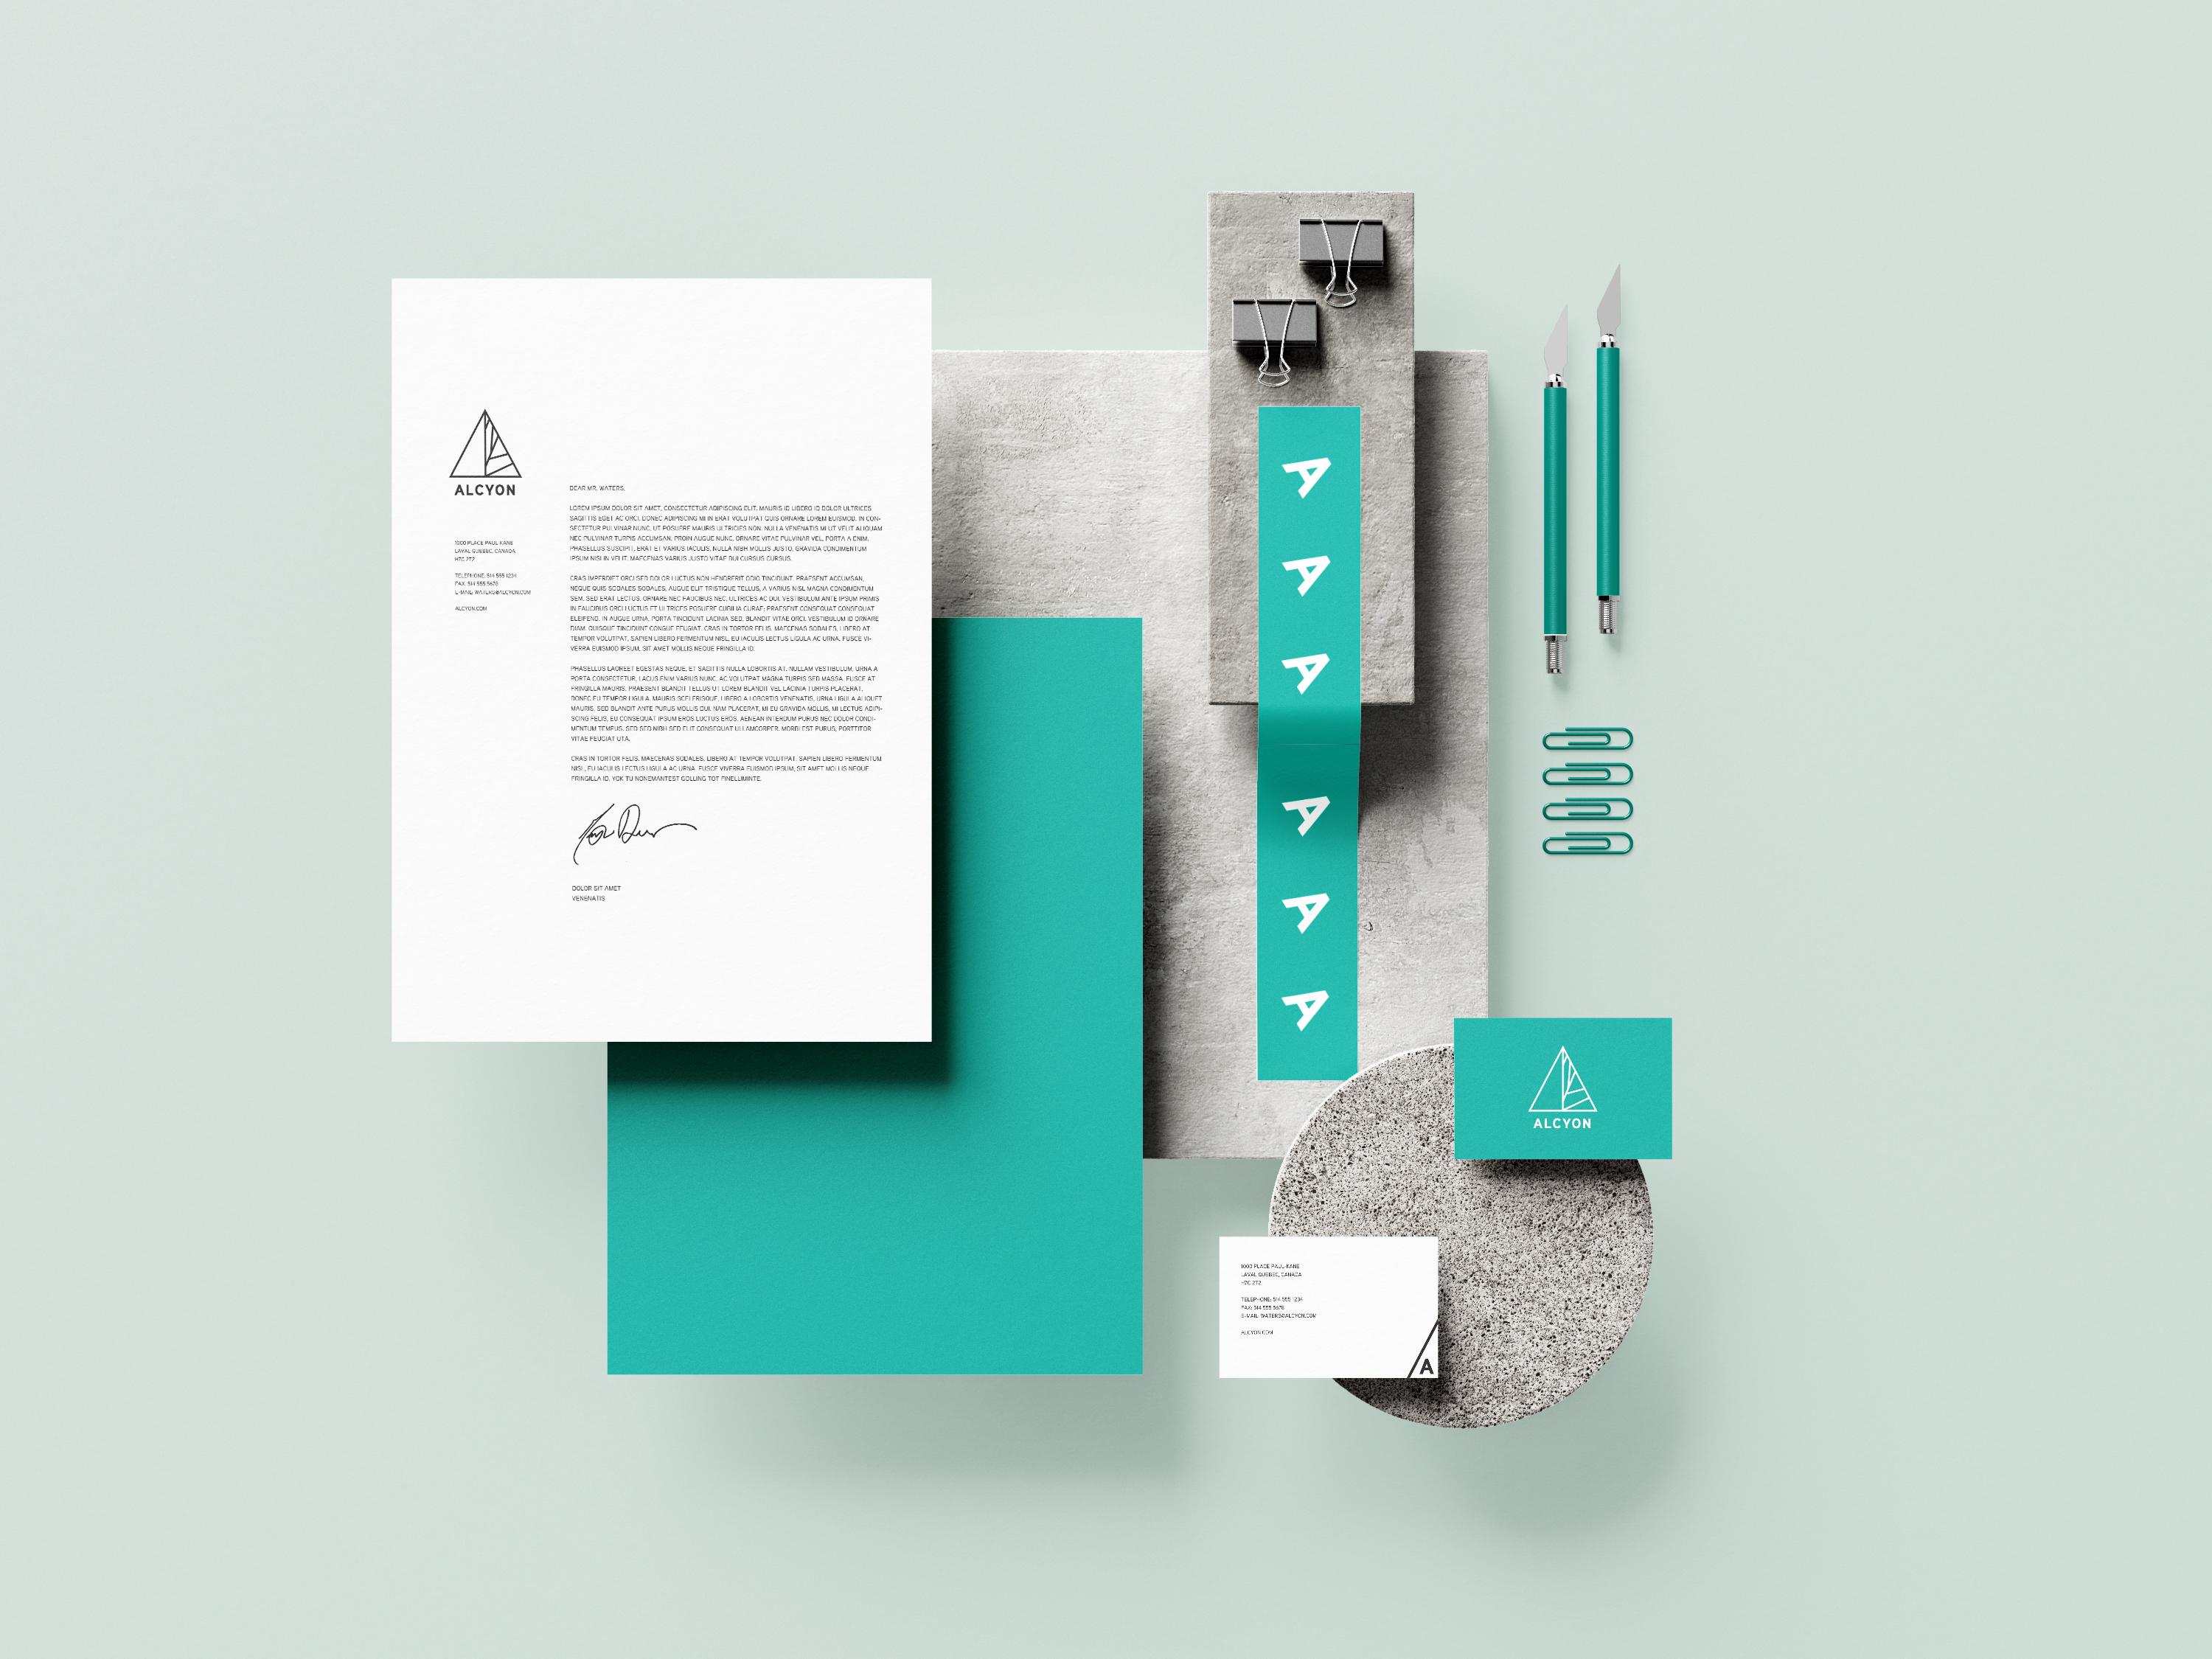 ALCYON
1000 PLACE PAUL-KANE
LAVAL QUEBEC, CANADA
H7C 2T2
TELEPHONE: 514 555 1234
FAX: 514 555 5678
E-MAIL: WATERS@ALCYON.COM
ALCYON.COM
DEAR MR. WATERS,
LOREM IPSUM DOLOR SIT AMET, CONSECTETUR ADIPISCING ELIT. MAURIS ID LIBERO ID DOLOR ULTRICES
SAGITTIS EGET AC ORCI. DONEC ADIPISCING MI IN ERAT VOLUTPAT QUIS ORNARE LOREM EUISMOD. IN CON-
SECTETUR PULVINAR NUNC, UT POSUERE MAURIS ULTRICIES NON. NULLA VENENATIS MI UT VELIT ALIQUAM
NEC PULVINAR TURPIS ACCUMSAN. PROIN AUGUE NUNC, ORNARE VITAE PULVINAR VEL, PORTA A ENIM.
PHASELLUS SUSCIPIT, ERAT ET VARIUS IACULIS, NULLA NIBH MOLLIS JUSTO, GRAVIDA CONDIMENTUM
IPSUM NISI IN VELIT. MAECENAS VARIUS JUSTO VITAE DUI CURSUS CURSUS.
CRAS IMPERDIET ORCI SED DOLOR LUCTUS NON HENDRERIT ODIO TINCIDUNT. PRAESENT ACCUMSAN,
NEQUE QUIS SODALES SODALES, AUGUE ELIT TRISTIQUE TELLUS, A VARIUS NISL MAGNA CONDIMENTUM
SEM. SED ERAT LECTUS, ORNARE NEC FAUCIBUS NEC, ULTRICES AC DUI. VESTIBULUM ANTE IPSUM PRIMIS
IN FAUCIBUS ORCI LUCTUS ET ULTRICES POSUERE CUBILIA CURAE; PRAESENT CONSEQUAT CONSEQUAT
ELEIFEND. IN AUGUE URNA, PORTA TINCIDUNT LACINIA SED, BLANDIT VITAE ORCI. VESTIBULUM ID ORNARE
DIAM. QUISQUE TINCIDUNT CONGUE FEUGIAT. CRAS IN TORTOR FELIS. MAECENAS SODALES, LIBERO AT
TEMPOR VOLUTPAT, SAPIEN LIBERO FERMENTUM NISL, EU IACULIS LECTUS LIGULA AC URNA. FUSCE VI-
VERRA EUISMOD IPSUM, SIT AMET MOLLIS NEQUE FRINGILLA ID.
PHASELLUS LAOREET EGESTAS NEQUE, ET SAGITTIS NULLA LOBORTIS AT. NULLAM VESTIBULUM, URNA A
PORTA CONSECTETUR, LACUS ENIM VARIUS NUNC, AC VOLUTPAT MAGNA TURPIS SED MASSA. FUSCE AT
FRINGILLA MAURIS. PRAESENT BLANDIT TELLUS UT LOREM BLANDIT VEL LACINIA TURPIS PLACERAT.
DONEC EU TEMPOR LIGULA. MAURIS SCELERISQUE, LIBERO A LOBORTIS VENENATIS, URNA LIGULA ALIQUET
MAURIS, SED BLANDIT ANTE PURUS MOLLIS DUI. NAM PLACERAT, MI EU GRAVIDA MOLLIS, MI LECTUS ADIPI-
SCING FELIS, EU CONSEQUAT IPSUM EROS LUCTUS EROS. AENEAN INTERDUM PURUS NEC DOLOR CONDI-
MENTUM TEMPUS. SED SED NIBH SED ELIT CONSEQUAT ULLAMCORPER. MORBI EST PURUS, PORTTITOR
VITAE FEUGIAT UTA.
CRAS IN TORTOR FELIS. MAECENAS SODALES, LIBERO AT TEMPOR VOLUTPAT, SAPIEN LIBERO FERMENTUM
NISL, EU IACULIS LECTUS LIGULA AC URNA. FUSCE VIVERRA EUISMOD IPSUM, SIT AMET MOLLIS NEQUE
FRINGILLA ID. YOK TU NONEMANTEST GOLLING TOT PINELLIMINTE.
DOLOR SIT AMET
VENENATIS
A
A
A
A
A
A
ALCYON
1000 PLACE PAUL-KANE
LAVAL QUEBEC, CANADA
H7C 2T2
TELEPHONE: 514 555 1234
FAX: 514 555 5678
E-MAIL: WATERS@ALCYON.COM
ALCYON.COM
A